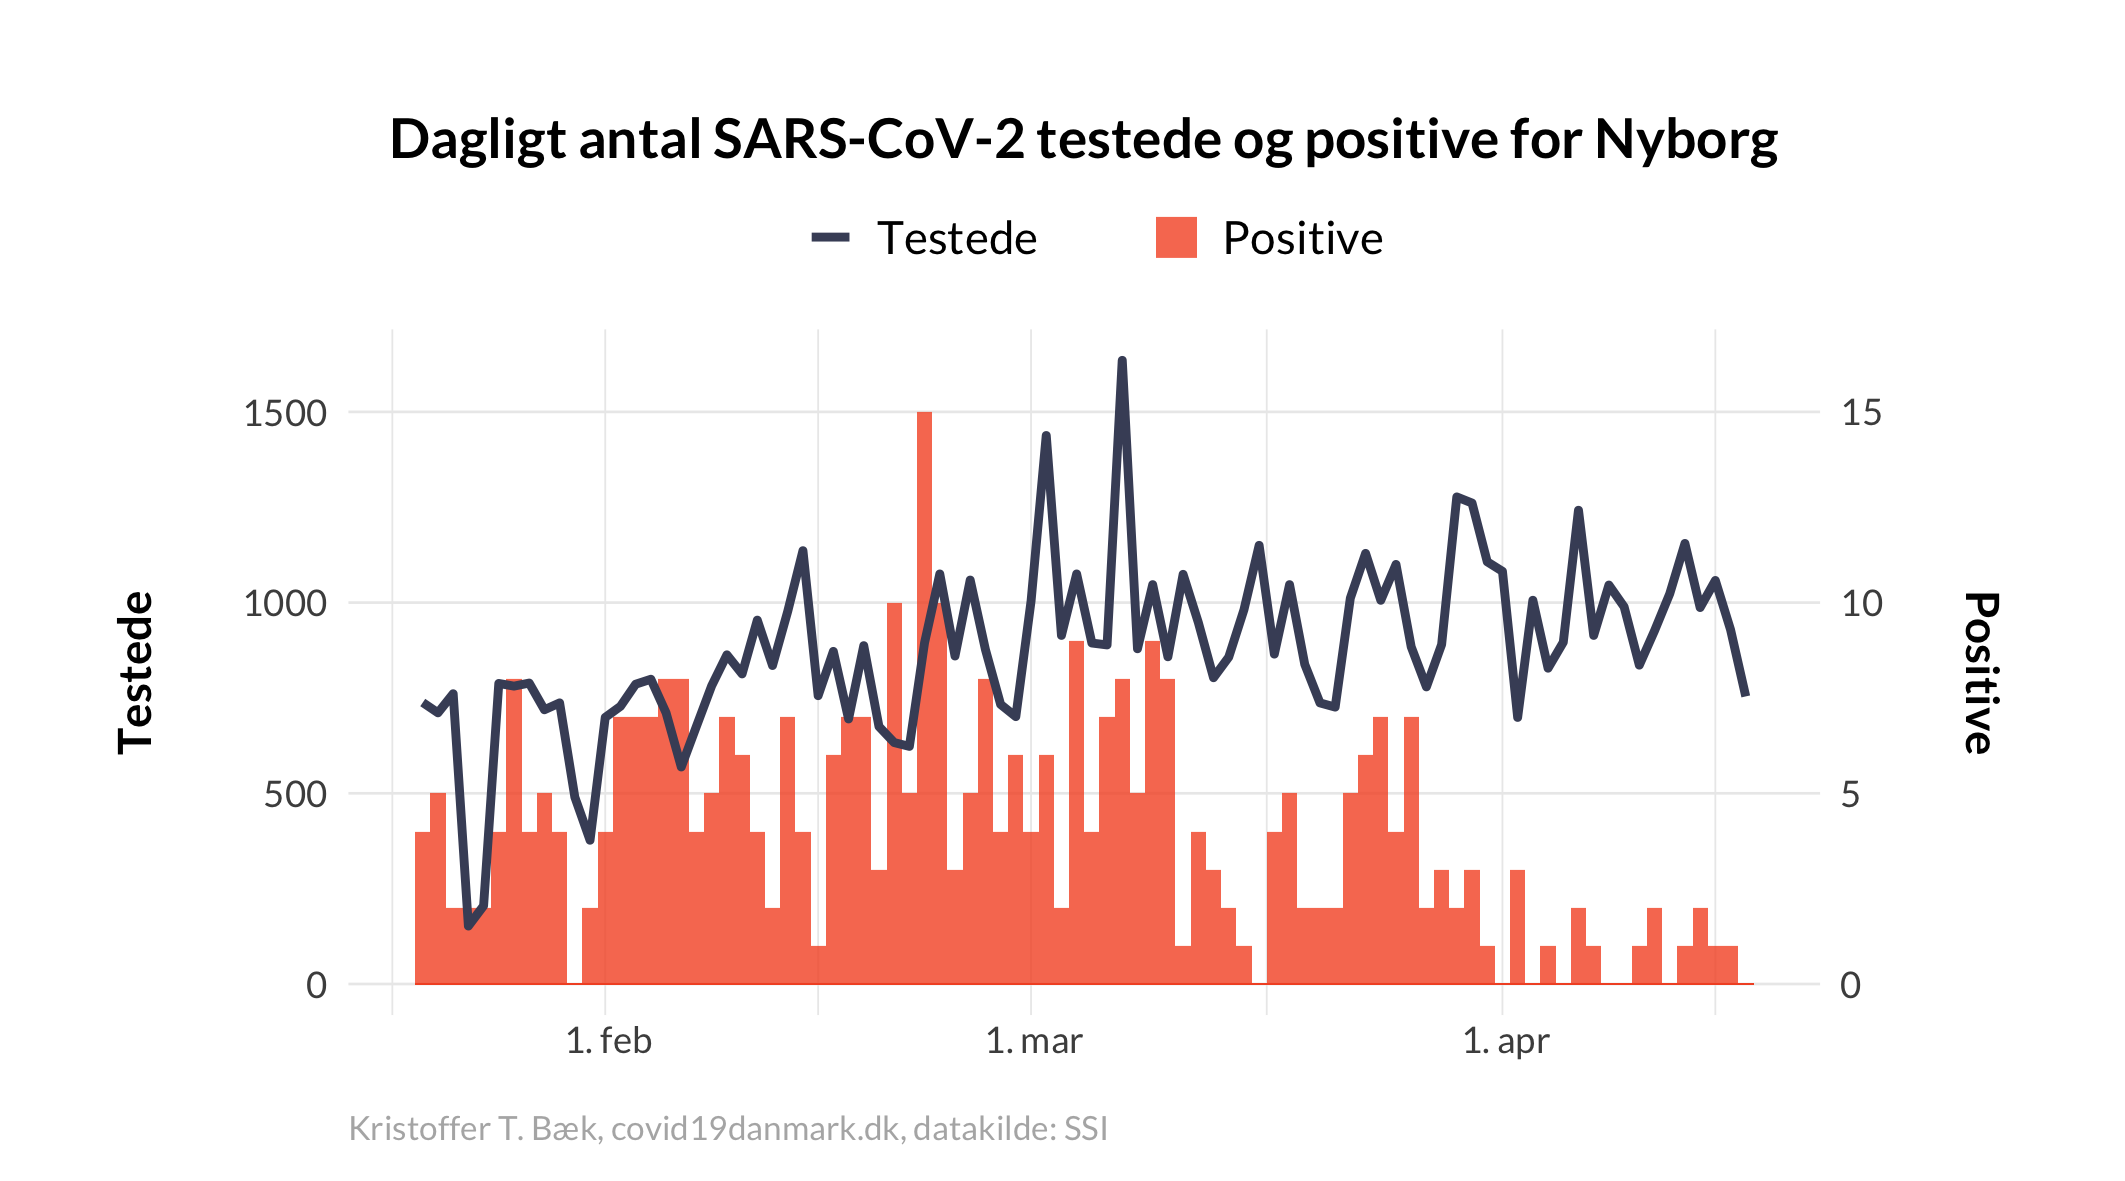 Dagligt antal SARS-CoV-2 testede og positive for Nyborg
Testede
Positive
1500
1000
500
0
Testede
15
10
5
0
Positive
1. feb
1. mar
1. apr
Kristoffer T. Bæk, covid19danmark.dk, datakilde: SSI